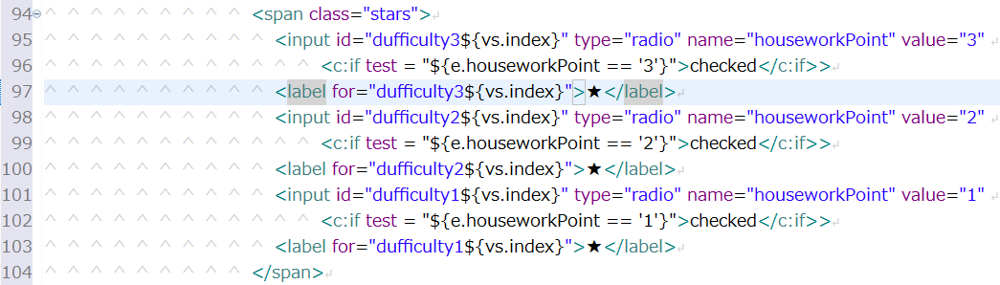 94 <span class="stars">
95 <input id="dufficulty3${vs.index}" type="radio" name="houseworkPoint" value="3"
96 <c:if test = "${e.houseworkPoint == '3'}">checked</c:if>>
97 <label for="dufficulty3${vs.index}">★</label>
98 <input id="dufficulty2${vs.index}" type="radio" name="houseworkPoint" value="2"
99 <c:if test = "${e.houseworkPoint == '2'}">checked</c:if>>
100 <label for="dufficulty2${vs.index}">★</label>
101 <input id="dufficulty1${vs.index}" type="radio" name="houseworkPoint" value="1"
102 <c:if test = "${e.houseworkPoint == '1'}">checked</c:if>>
103 <label for="dufficulty1${vs.index}">★</label>
104 </span>